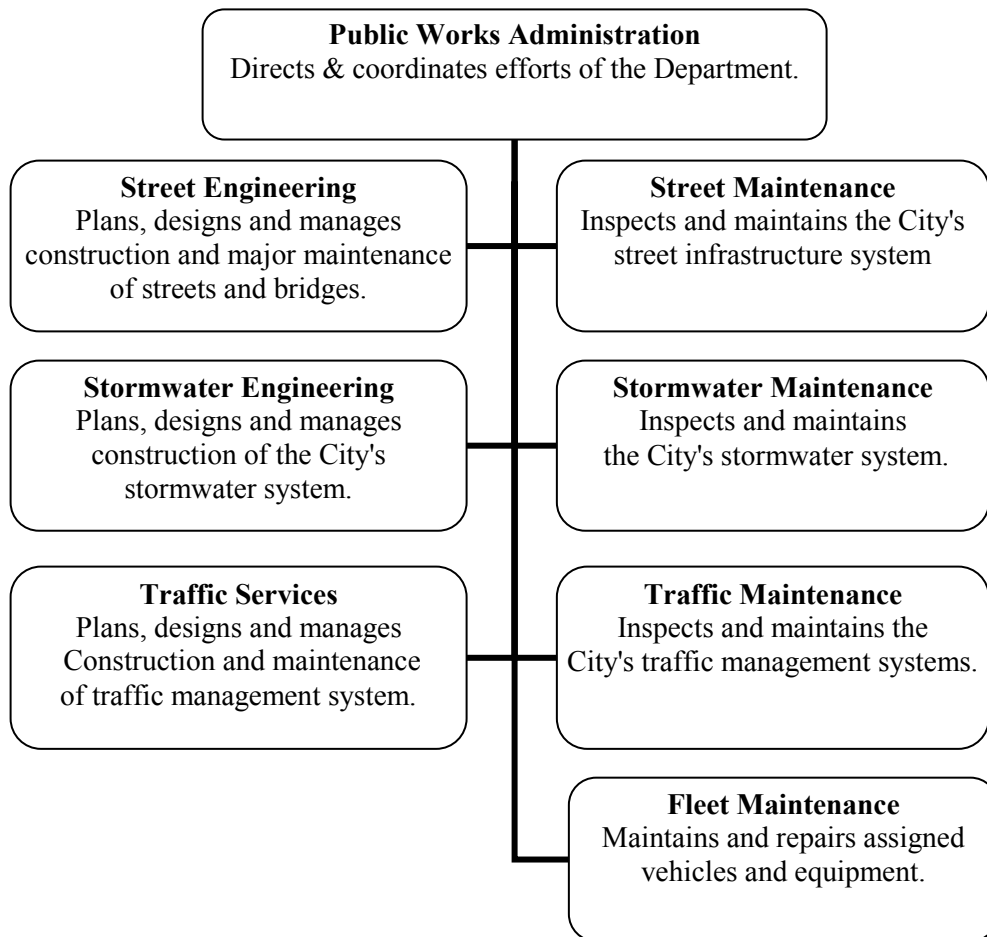 Public Works Administration
Directs & coordinates efforts of the Department.
Street Engineering
Plans, designs and manages
construction and major maintenance
of streets and bridges.
Street Maintenance
Inspects and maintains the City's
street infrastructure system
Stormwater Engineering
Plans, designs and manages
construction of the City's
stormwater system.
Stormwater Maintenance
Inspects and maintains
the City's stormwater system.
Traffic Services
Plans, designs and manages
Construction and maintenance
of traffic management system.
Traffic Maintenance
Inspects and maintains the
City's traffic management systems.
Fleet Maintenance
Maintains and repairs assigned
vehicles and equipment.